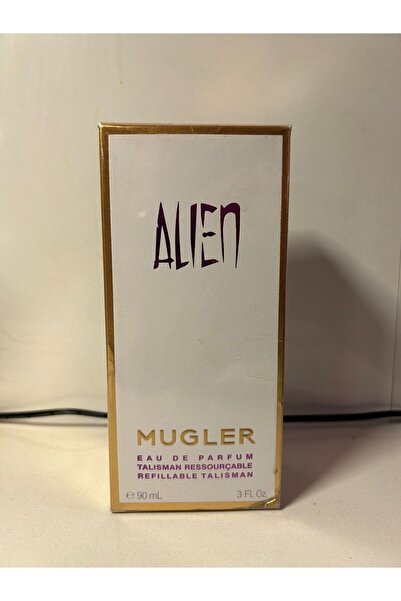 ALIEN
MUGLER
EAU DE PARFUM
TALISMAN RESSOURÇABLE
REFILLABLE TALISMAN
℮ 90 mL 3 Fl. Oz.